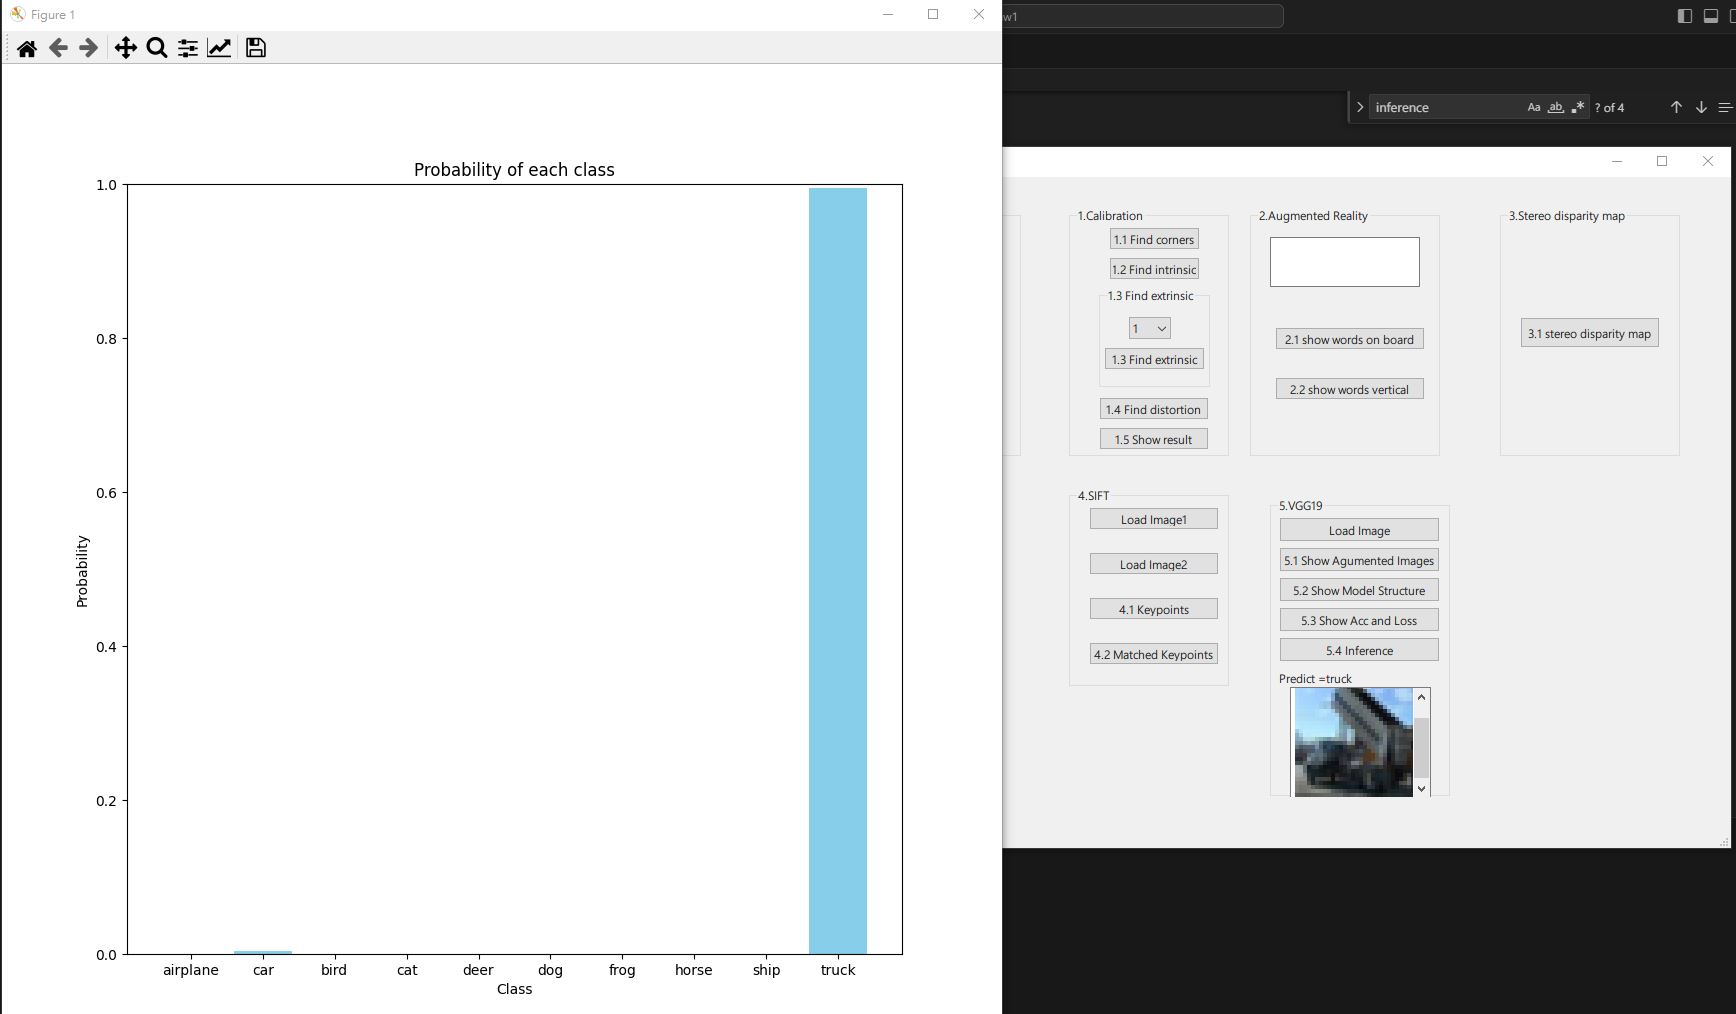 Figure 1
Probability of each class
1.0
0.8
0.6
0.4
0.2
0.0
Probability
airplane car bird cat deer dog frog horse ship truck
Class
w1
inference
Aa ab, .* ? of 4
1.Calibration
1.1 Find corners
1.2 Find intrinsic
1.3 Find extrinsic
1
1.3 Find extrinsic
1.4 Find distortion
1.5 Show result
2.Augmented Reality
2.1 show words on board
2.2 show words vertical
3.Stereo disparity map
3.1 stereo disparity map
4.SIFT
Load Image1
Load Image2
4.1 Keypoints
4.2 Matched Keypoints
5.VGG19
Load Image
5.1 Show Agumented Images
5.2 Show Model Structure
5.3 Show Acc and Loss
5.4 Inference
Predict =truck